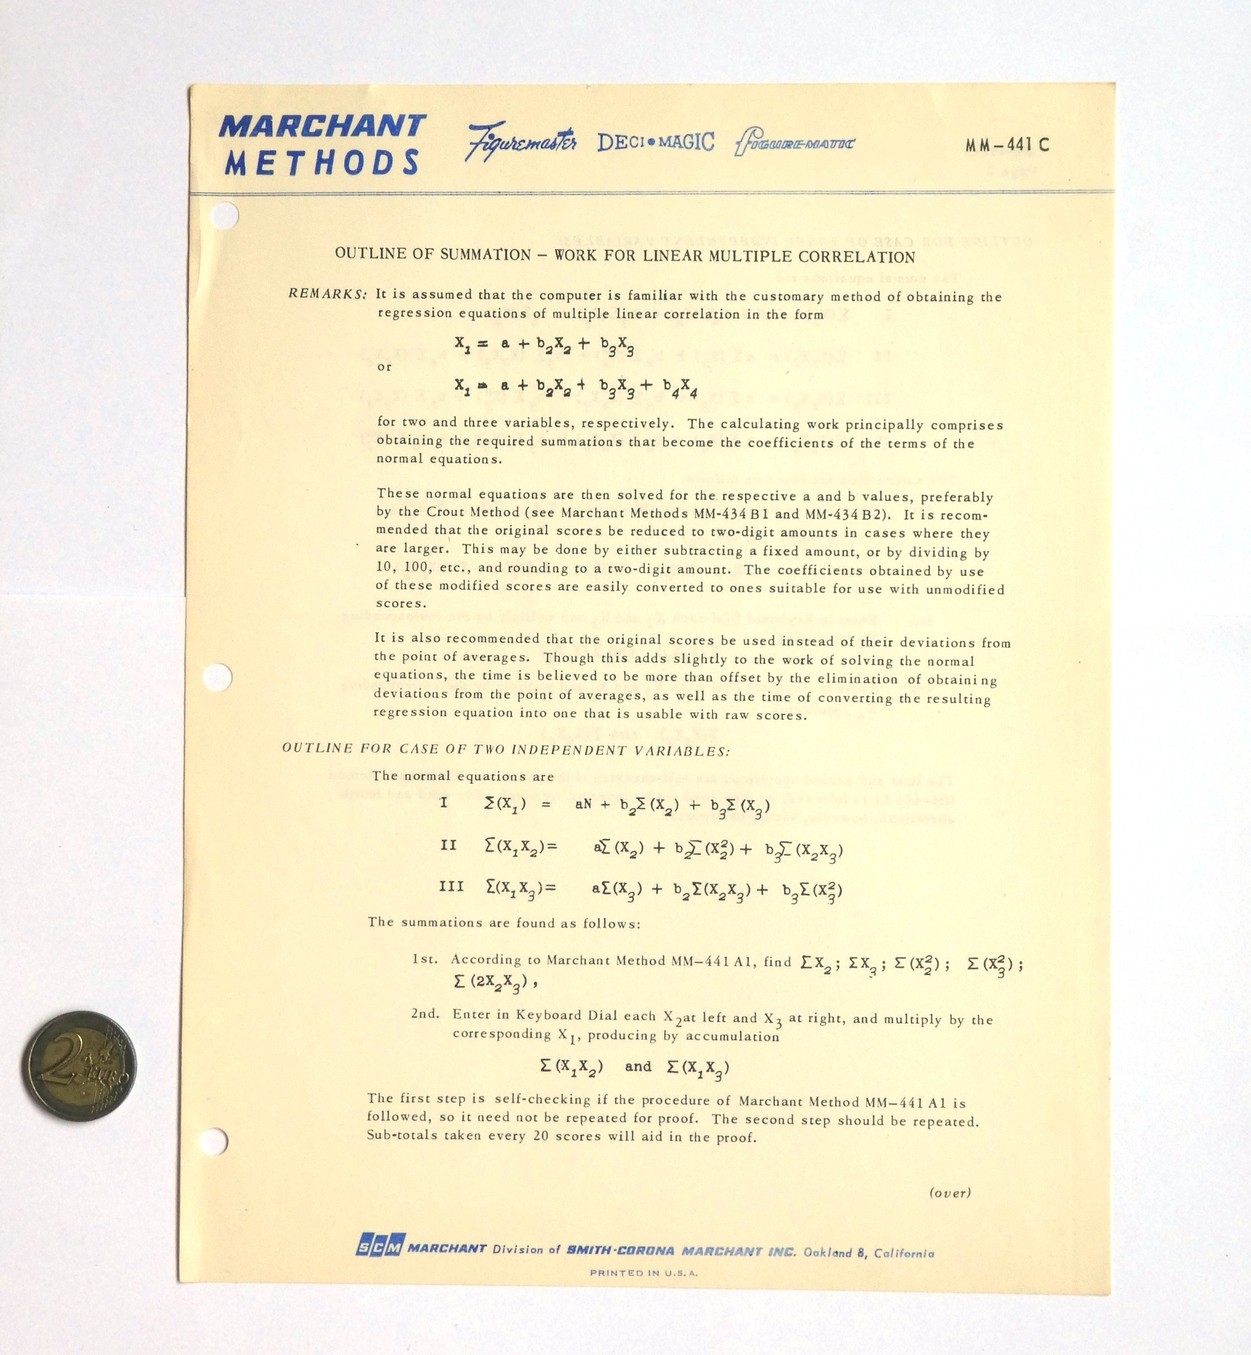 MARCHANT
METHODS
Figuremaster DECI•MAGIC FIGURE-MATIC MM-441 C
OUTLINE OF SUMMATION – WORK FOR LINEAR MULTIPLE CORRELATION
REMARKS: It is assumed that the computer is familiar with the customary method of obtaining the
regression equations of multiple linear correlation in the form
X₁ = a + b₂X₂ + b₃X₃
or
X₁ = a + b₂X₂ + b₃X₃ + b₄X₄
for two and three variables, respectively. The calculating work principally comprises
obtaining the required summations that become the coefficients of the terms of the
normal equations.
These normal equations are then solved for the respective a and b values, preferably
by the Crout Method (see Marchant Methods MM-434 B1 and MM-434 B2). It is recom-
mended that the original scores be reduced to two-digit amounts in cases where they
are larger. This may be done by either subtracting a fixed amount, or by dividing by
10, 100, etc., and rounding to a two-digit amount. The coefficients obtained by use
of these modified scores are easily converted to ones suitable for use with unmodified
scores.
It is also recommended that the original scores be used instead of their deviations from
the point of averages. Though this adds slightly to the work of solving the normal
equations, the time is believed to be more than offset by the elimination of obtaining
deviations from the point of averages, as well as the time of converting the resulting
regression equation into one that is usable with raw scores.
OUTLINE FOR CASE OF TWO INDEPENDENT VARIABLES:
The normal equations are
I Σ(X₁) = aN + b₂Σ(X₂) + b₃Σ(X₃)
II Σ(X₁X₂)= aΣ(X₂) + b₂Σ(X₂²) + b₃Σ(X₂X₃)
III Σ(X₁X₃)= aΣ(X₃) + b₂Σ(X₂X₃) + b₃Σ(X₃²)
The summations are found as follows:
1st. According to Marchant Method MM–441 A1, find ΣX₂; ΣX₃; Σ(X₂²); Σ(X₃²);
Σ(2X₂X₃),
2nd. Enter in Keyboard Dial each X₂at left and X₃ at right, and multiply by the
corresponding X₁, producing by accumulation
Σ(X₁X₂) and Σ(X₁X₃)
The first step is self-checking if the procedure of Marchant Method MM–441 A1 is
followed, so it need not be repeated for proof. The second step should be repeated.
Sub-totals taken every 20 scores will aid in the proof.
(over)
SCM MARCHANT Division of SMITH-CORONA MARCHANT INC. Oakland 8, California
PRINTED IN U.S.A.
2 EURO